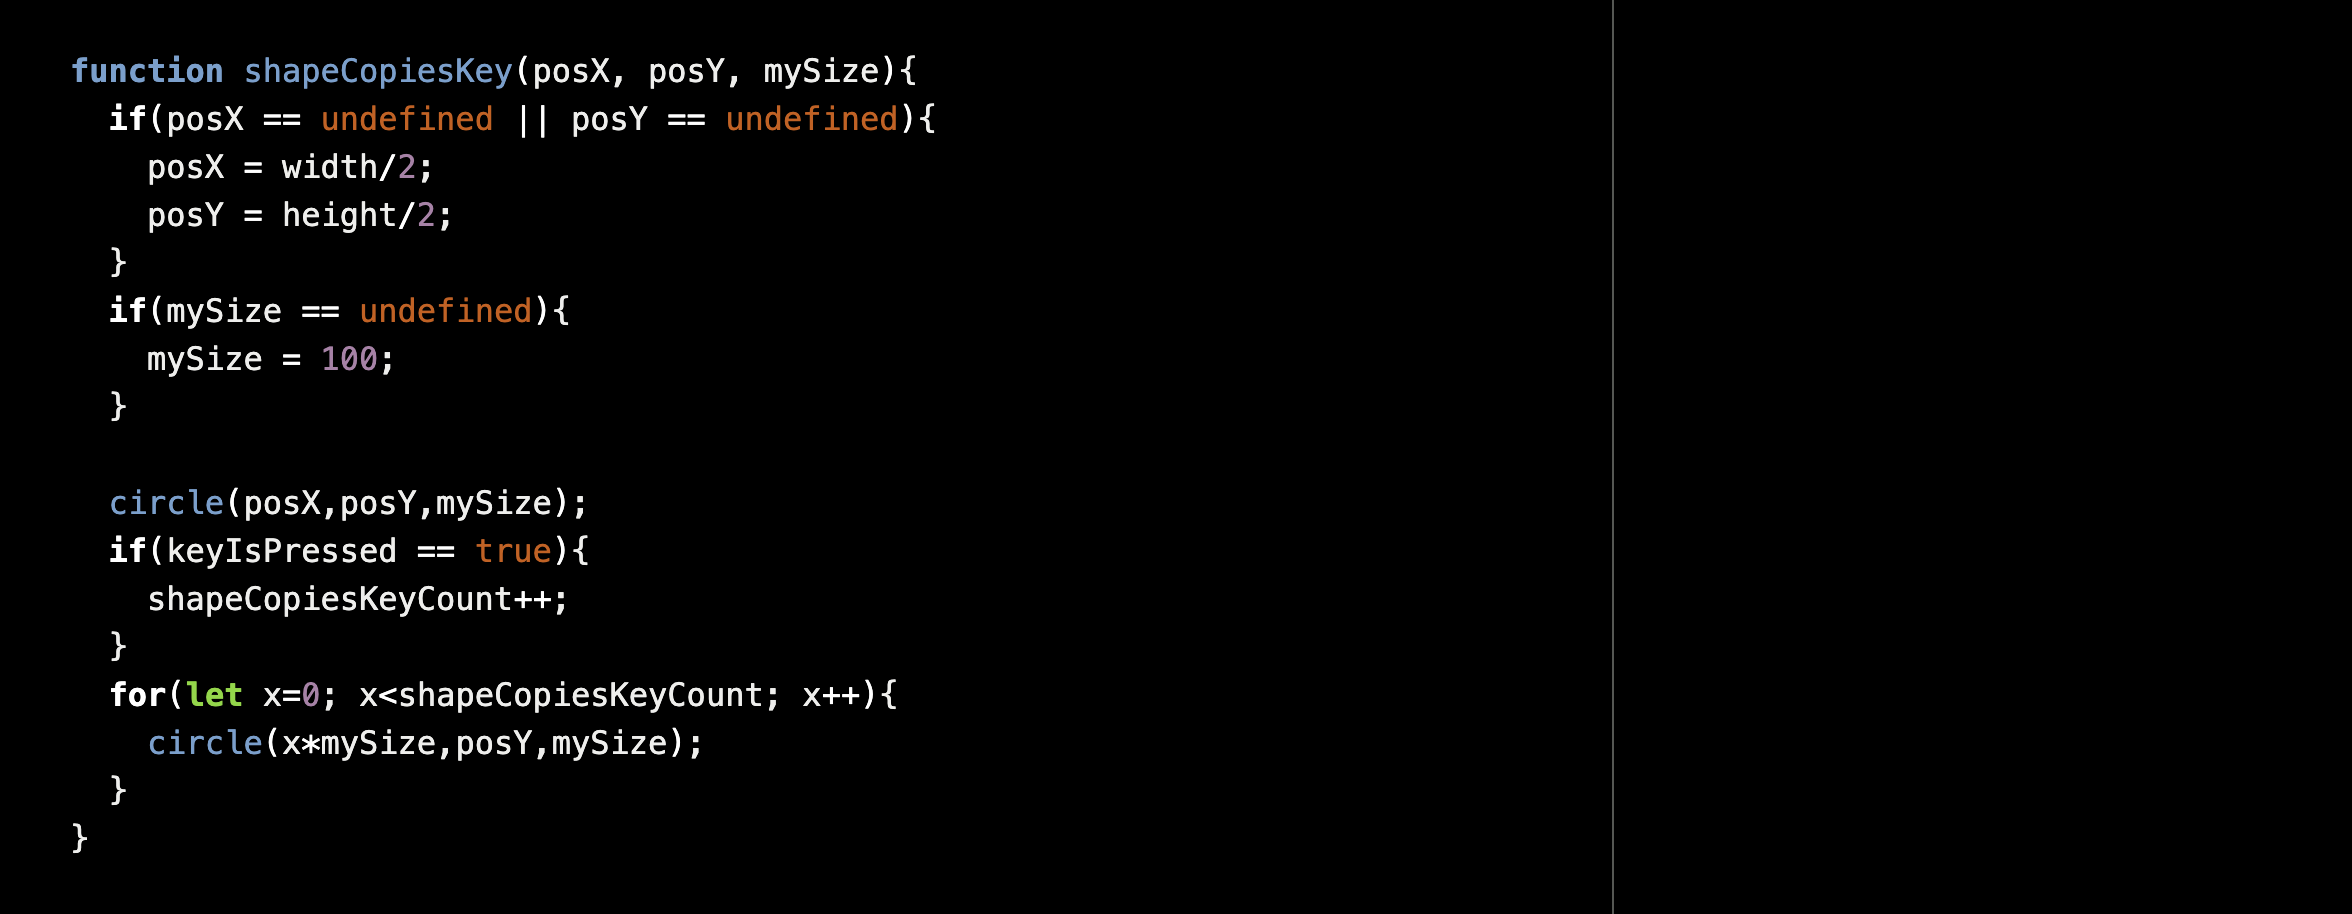 function shapeCopiesKey(posX, posY, mySize){
  if(posX == undefined || posY == undefined){
    posX = width/2;
    posY = height/2;
  }
  if(mySize == undefined){
    mySize = 100;
  }

  circle(posX,posY,mySize);
  if(keyIsPressed == true){
    shapeCopiesKeyCount++;
  }
  for(let x=0; x<shapeCopiesKeyCount; x++){
    circle(x*mySize,posY,mySize);
  }
}